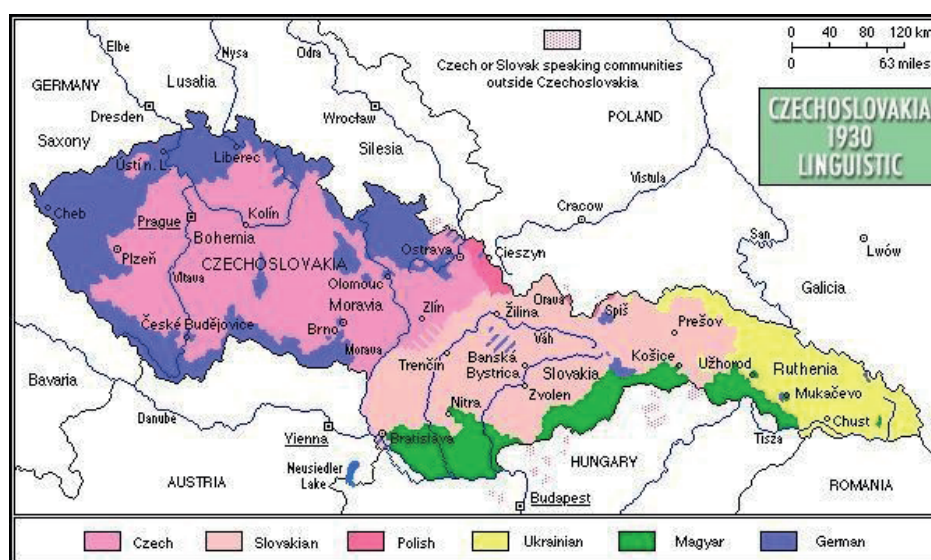 Elbe
Nysa
Odra
Czech or Slovak speaking communities
outside Czechoslovakia
0 40 80 120 km
0 63 miles
GERMANY
Lusatia
Dresden
Wrocław
POLAND
CZECHOSLOVAKIA
1930
LINGUISTIC
Saxony
Silesia
Ústí n. L.
Liberec
Vistula
Cheb
Prague
Kolín
Cracow
San
Bohemia
Lwów
Plzeň
CZECHOSLOVAKIA
Ostrava
Cieszyn
Vltava
Olomouc
Galicia
Moravia
Zlín
Orava
Spiš
České Budějovice
Brno
Žilina
Prešov
Váh
Morava
Trenčín
Banská
Bystrica
Slovakia
Košice
Užhorod
Ruthenia
Bavaria
Zvolen
Mukačevo
Nitra
Danube
Chust
Vienna
Bratislava
Tisza
Neusiedler
Lake
HUNGARY
AUSTRIA
Budapest
ROMANIA
Czech Slovakian Polish Ukrainian Magyar German